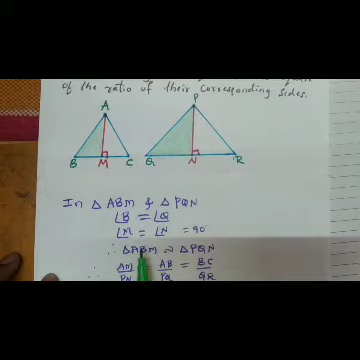 of the ratio of their corresponding sides.
A
P
B M C
Q N R
In △ ABM & △ PQN
∠B = ∠Q
∠M = ∠N = 90°
∴ △ABM ~ △PQN
∴ AM/PN = AB/PQ = BC/QR